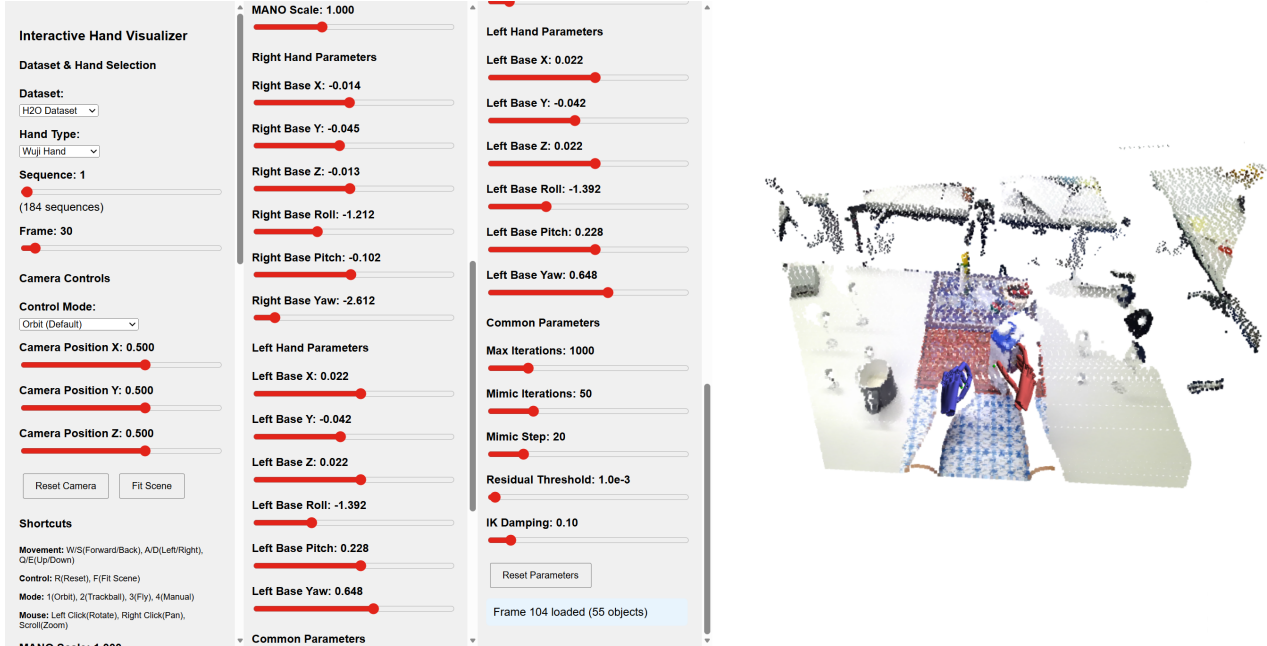 Interactive Hand Visualizer
Dataset & Hand Selection
Dataset:
H2O Dataset
Hand Type:
Wuji Hand
Sequence: 1
(184 sequences)
Frame: 30
Camera Controls
Control Mode:
Orbit (Default)
Camera Position X: 0.500
Camera Position Y: 0.500
Camera Position Z: 0.500
Reset Camera
Fit Scene
Shortcuts
Movement: W/S(Forward/Back), A/D(Left/Right),
Q/E(Up/Down)
Control: R(Reset), F(Fit Scene)
Mode: 1(Orbit), 2(Trackball), 3(Fly), 4(Manual)
Mouse: Left Click(Rotate), Right Click(Pan),
Scroll(Zoom)
MANO Scale: 1.000
MANO Scale: 1.000
Right Hand Parameters
Right Base X: -0.014
Right Base Y: -0.045
Right Base Z: -0.013
Right Base Roll: -1.212
Right Base Pitch: -0.102
Right Base Yaw: -2.612
Left Hand Parameters
Left Base X: 0.022
Left Base Y: -0.042
Left Base Z: 0.022
Left Base Roll: -1.392
Left Base Pitch: 0.228
Left Base Yaw: 0.648
Common Parameters
Left Hand Parameters
Left Base X: 0.022
Left Base Y: -0.042
Left Base Z: 0.022
Left Base Roll: -1.392
Left Base Pitch: 0.228
Left Base Yaw: 0.648
Common Parameters
Max Iterations: 1000
Mimic Iterations: 50
Mimic Step: 20
Residual Threshold: 1.0e-3
IK Damping: 0.10
Reset Parameters
Frame 104 loaded (55 objects)